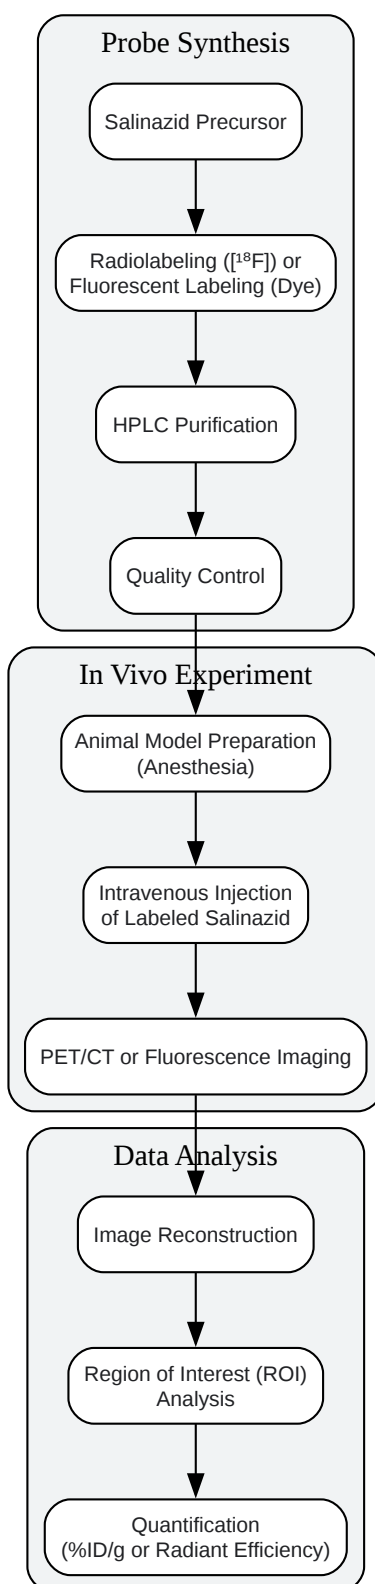 Probe Synthesis
Salinazid Precursor
Radiolabeling ([¹⁸F]) or
Fluorescent Labeling (Dye)
HPLC Purification
Quality Control
In Vivo Experiment
Animal Model Preparation
(Anesthesia)
Intravenous Injection
of Labeled Salinazid
PET/CT or Fluorescence Imaging
Data Analysis
Image Reconstruction
Region of Interest (ROI)
Analysis
Quantification
(%ID/g or Radiant Efficiency)